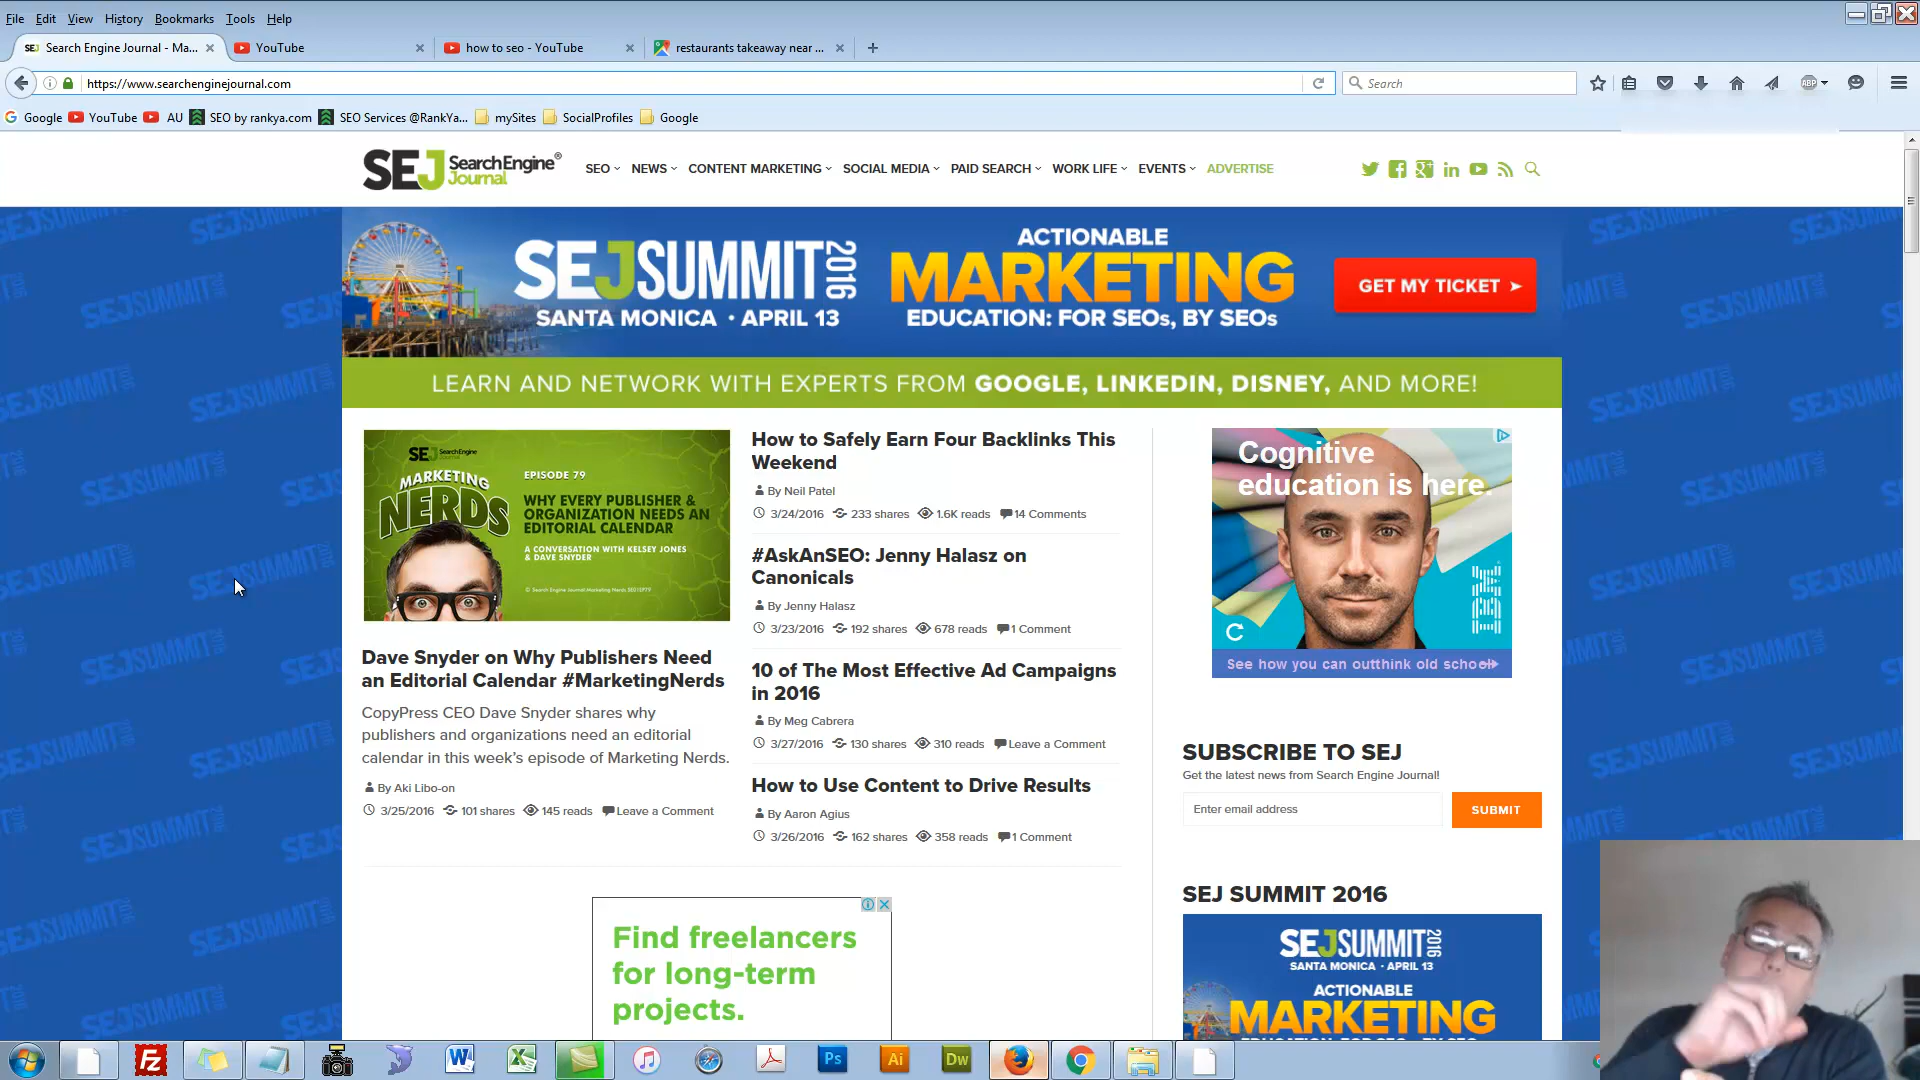 File Edit View History Bookmarks Tools Help
SEJ Search Engine Journal - Ma...
YouTube
how to seo - YouTube
restaurants takeaway near ...
https://www.searchenginejournal.com
Search
ABP
Google YouTube AU SEO by rankya.com SEO Services @RankYa... mySites SocialProfiles Google
SEJ SearchEngine® Journal
SEO NEWS CONTENT MARKETING SOCIAL MEDIA PAID SEARCH WORK LIFE EVENTS ADVERTISE
SEJSUMMIT 2016
SANTA MONICA • APRIL 13
ACTIONABLE
MARKETING
EDUCATION: FOR SEOs, BY SEOs
GET MY TICKET
LEARN AND NETWORK WITH EXPERTS FROM GOOGLE, LINKEDIN, DISNEY, AND MORE!
SEJ SearchEngine Journal
MARKETING
NERDS
EPISODE 79
WHY EVERY PUBLISHER &
ORGANIZATION NEEDS AN
EDITORIAL CALENDAR
A CONVERSATION WITH KELSEY JONES
& DAVE SNYDER
Dave Snyder on Why Publishers Need
an Editorial Calendar #MarketingNerds
CopyPress CEO Dave Snyder shares why
publishers and organizations need an editorial
calendar in this week's episode of Marketing Nerds.
By Aki Libo-on
3/25/2016 101 shares 145 reads Leave a Comment
How to Safely Earn Four Backlinks This
Weekend
By Neil Patel
3/24/2016 233 shares 1.6K reads 14 Comments
#AskAnSEO: Jenny Halasz on
Canonicals
By Jenny Halasz
3/23/2016 192 shares 678 reads 1 Comment
10 of The Most Effective Ad Campaigns
in 2016
By Meg Cabrera
3/27/2016 130 shares 310 reads Leave a Comment
How to Use Content to Drive Results
By Aaron Agius
3/26/2016 162 shares 358 reads 1 Comment
Find freelancers
for long-term
projects.
Cognitive
education is here.
IBM
See how you can outthink old school
SUBSCRIBE TO SEJ
Get the latest news from Search Engine Journal!
Enter email address
SUBMIT
SEJ SUMMIT 2016
SEJSUMMIT 2016
SANTA MONICA • APRIL 13
ACTIONABLE
MARKETING
Fz W X Ps Ai Dw